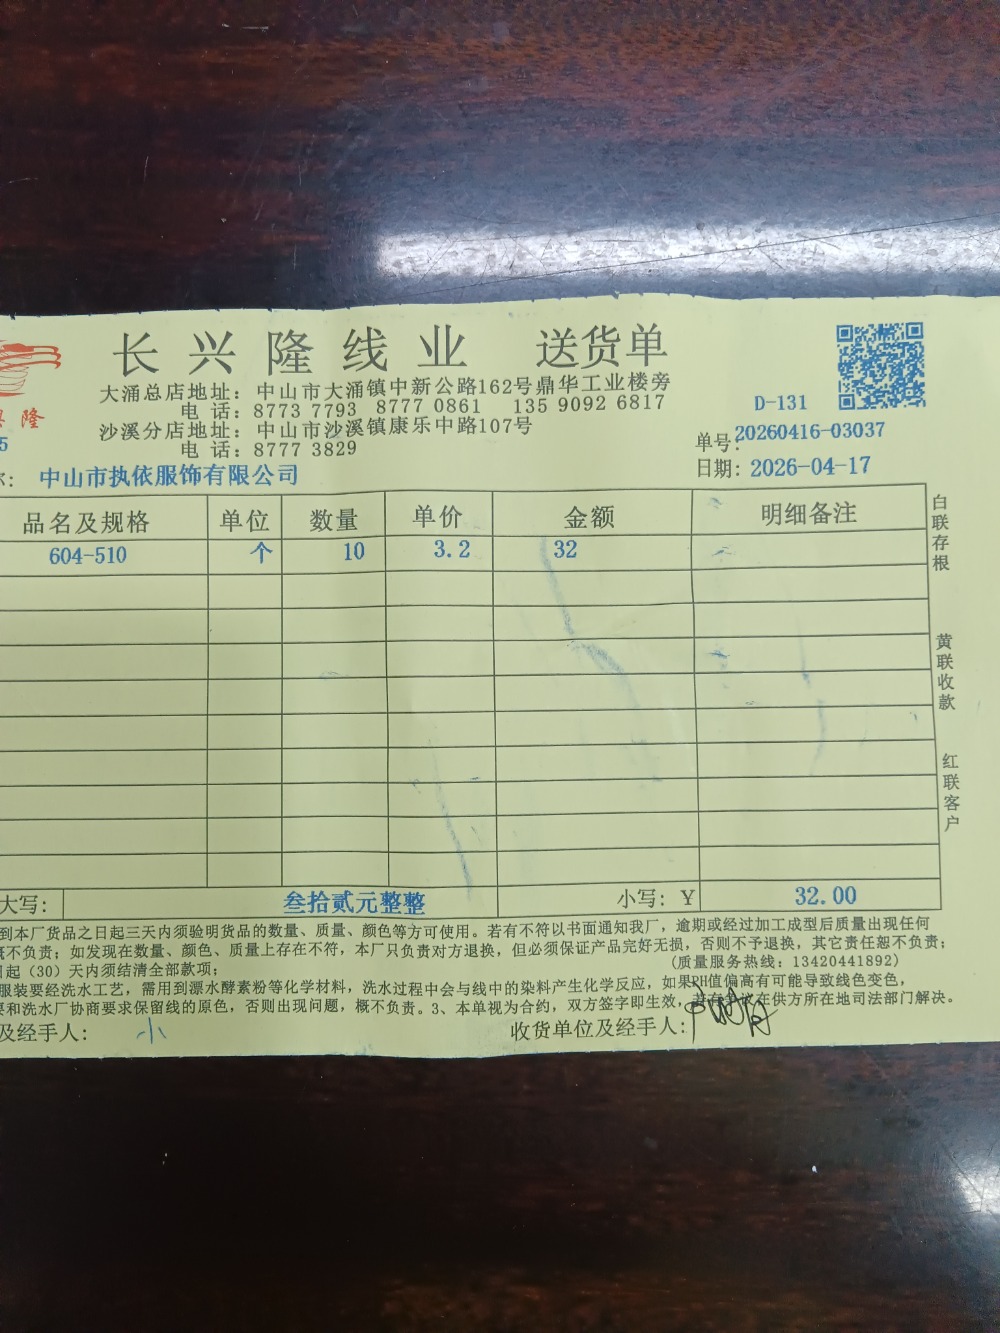 长兴隆线业 送货单
大涌总店地址：中山市大涌镇中新公路162号鼎华工业楼旁
电 话：8773 7793 8777 0861 135 9092 6817
D-131
隆
沙溪分店地址：中山市沙溪镇康乐中路107号
单号：20260416-03037
5
电 话：8777 3829
日期：2026-04-17
：中山市执依服饰有限公司
品名及规格 单位 数量 单价 金额 明细备注
604-510 个 10 3.2 32
白联存根
黄联收款
红联客户
大写： 叁拾贰元整整 小写：￥ 32.00
到本厂货品之日起三天内须验明货品的数量、质量、颜色等方可使用。若有不符以书面通知我厂，逾期或经过加工成型后质量出现任何
概不负责；如发现在数量、颜色、质量上存在不符，本厂只负责对方退换，但必须保证产品完好无损，否则不予退换，其它责任恕不负责；
起（30）天内须结清全部款项； (质量服务热线：13420441892)
服装要经洗水工艺，需用到漂水酵素粉等化学材料，洗水过程中会与线中的染料产生化学反应，如果PH值偏高有可能导致线色变色，
和洗水厂协商要求保留线的原色，否则出现问题，概不负责。3、本单视为合约，双方签字即生效，在供方所在地司法部门解决。
及经手人： 小 收货单位及经手人：